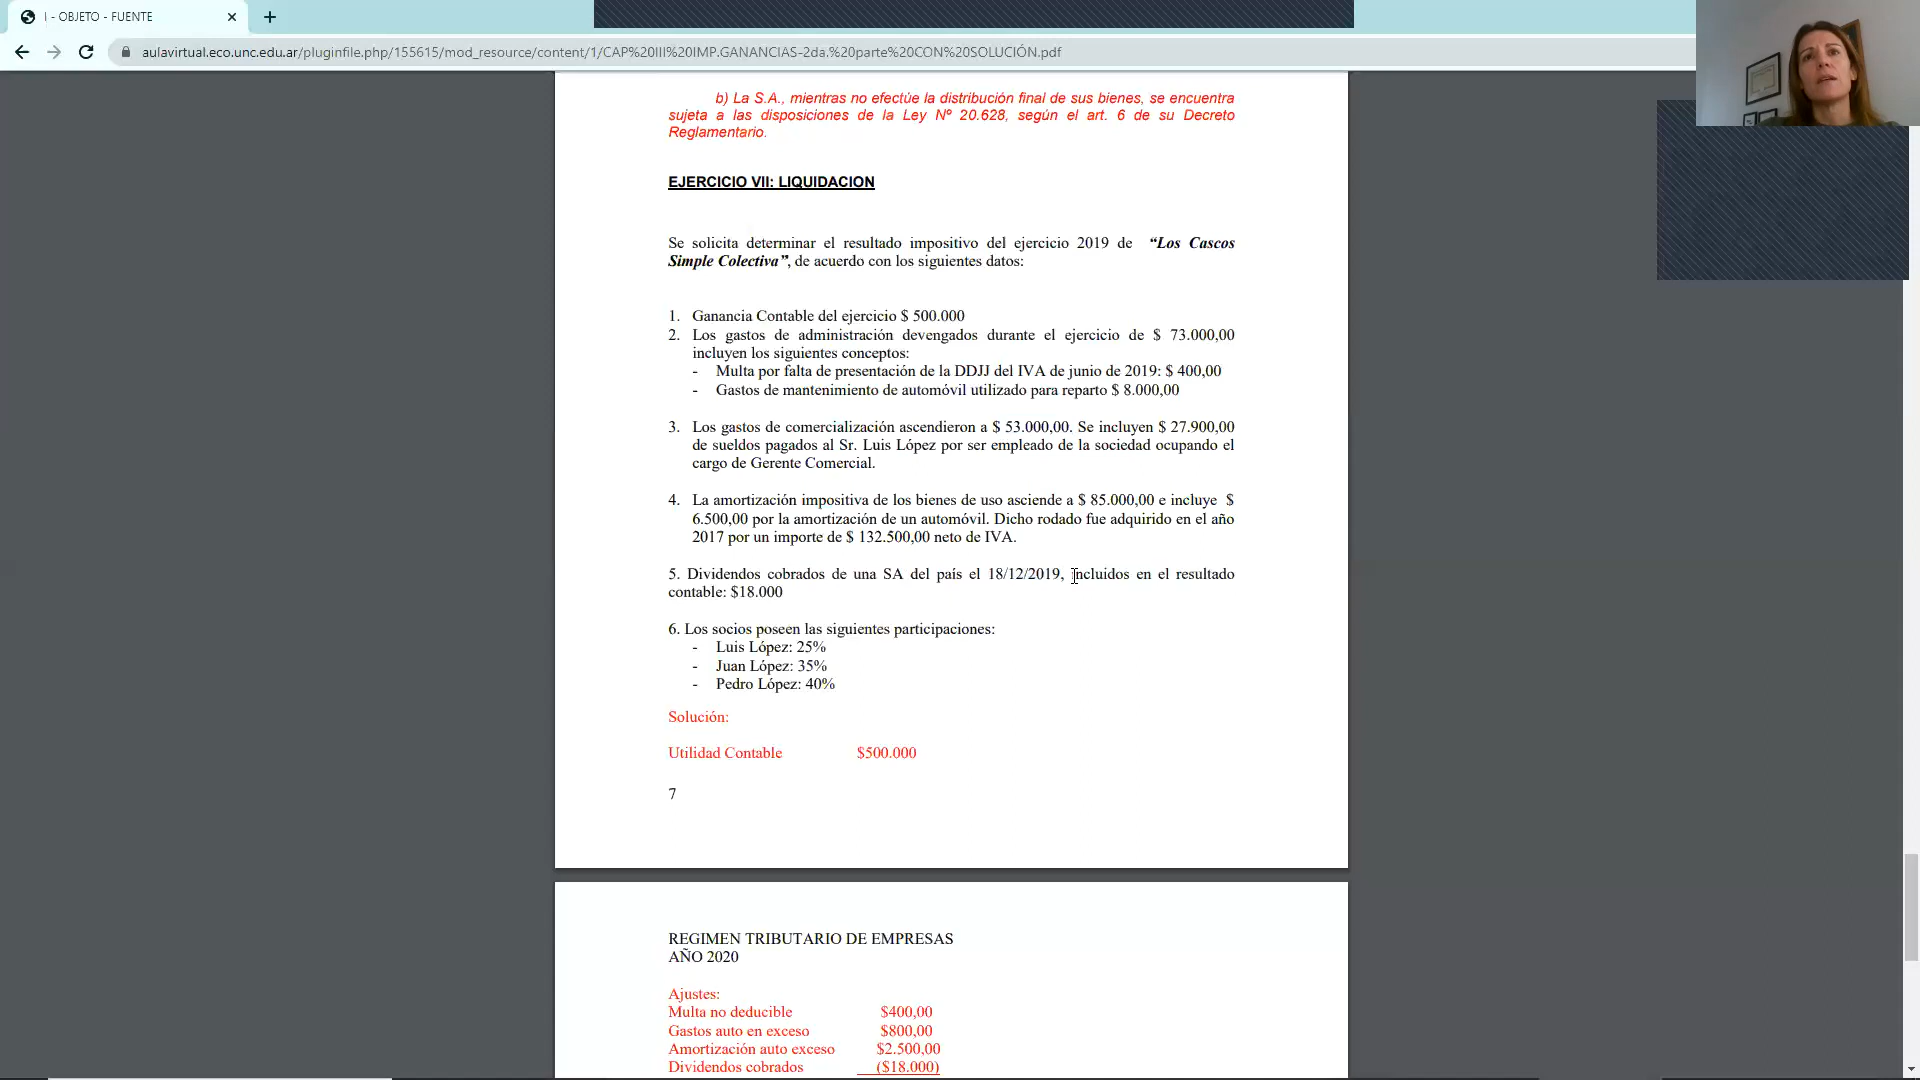 I - OBJETO - FUENTE
aulavirtual.eco.unc.edu.ar/pluginfile.php/155615/mod_resource/content/1/CAP%20III%20IMP.GANANCIAS-2da.%20parte%20CON%20SOLUCIÓN.pdf
b) La S.A., mientras no efectúe la distribución final de sus bienes, se encuentra
sujeta a las disposiciones de la Ley Nº 20.628, según el art. 6 de su Decreto
Reglamentario.
EJERCICIO VII: LIQUIDACION
Se solicita determinar el resultado impositivo del ejercicio 2019 de “Los Cascos
Simple Colectiva”, de acuerdo con los siguientes datos:
1. Ganancia Contable del ejercicio $ 500.000
2. Los gastos de administración devengados durante el ejercicio de $ 73.000,00
incluyen los siguientes conceptos:
- Multa por falta de presentación de la DDJJ del IVA de junio de 2019: $ 400,00
- Gastos de mantenimiento de automóvil utilizado para reparto $ 8.000,00
3. Los gastos de comercialización ascendieron a $ 53.000,00. Se incluyen $ 27.900,00
de sueldos pagados al Sr. Luis López por ser empleado de la sociedad ocupando el
cargo de Gerente Comercial.
4. La amortización impositiva de los bienes de uso asciende a $ 85.000,00 e incluye $
6.500,00 por la amortización de un automóvil. Dicho rodado fue adquirido en el año
2017 por un importe de $ 132.500,00 neto de IVA.
5. Dividendos cobrados de una SA del país el 18/12/2019, incluidos en el resultado
contable: $18.000
6. Los socios poseen las siguientes participaciones:
- Luis López: 25%
- Juan López: 35%
- Pedro López: 40%
Solución:
Utilidad Contable $500.000
7
REGIMEN TRIBUTARIO DE EMPRESAS
AÑO 2020
Ajustes:
Multa no deducible $400,00
Gastos auto en exceso $800,00
Amortización auto exceso $2.500,00
Dividendos cobrados ($18.000)